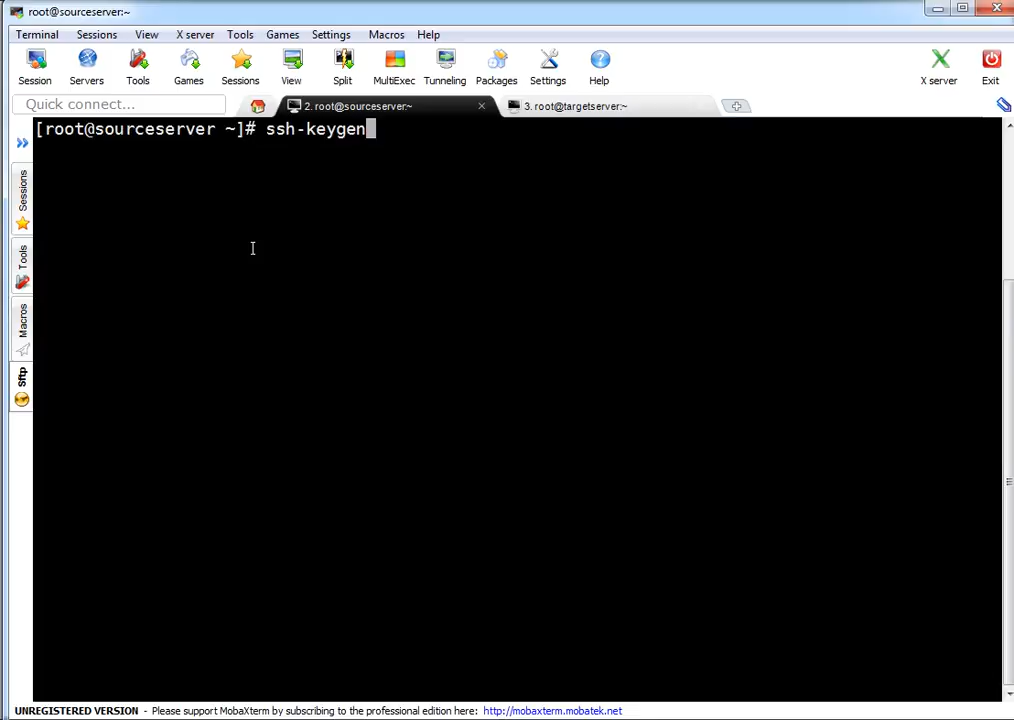 root@sourceserver:~
Terminal Sessions View X server Tools Games Settings Macros Help
Session Servers Tools Games Sessions View Split MultiExec Tunneling Packages Settings Help X server Exit
Quick connect... 2. root@sourceserver:~ 3. root@targetserver:~
[root@sourceserver ~]# ssh-keygen
Sessions
Tools
Macros
Sftp
UNREGISTERED VERSION - Please support MobaXterm by subscribing to the professional edition here: http://mobaxterm.mobatek.net